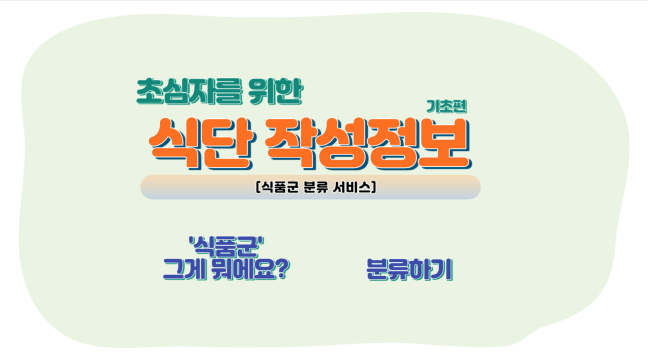 초심자를 위한
기초편
식단 작성정보
[식품군 분류 서비스]
'식품군'
그게 뭐예요?
분류하기